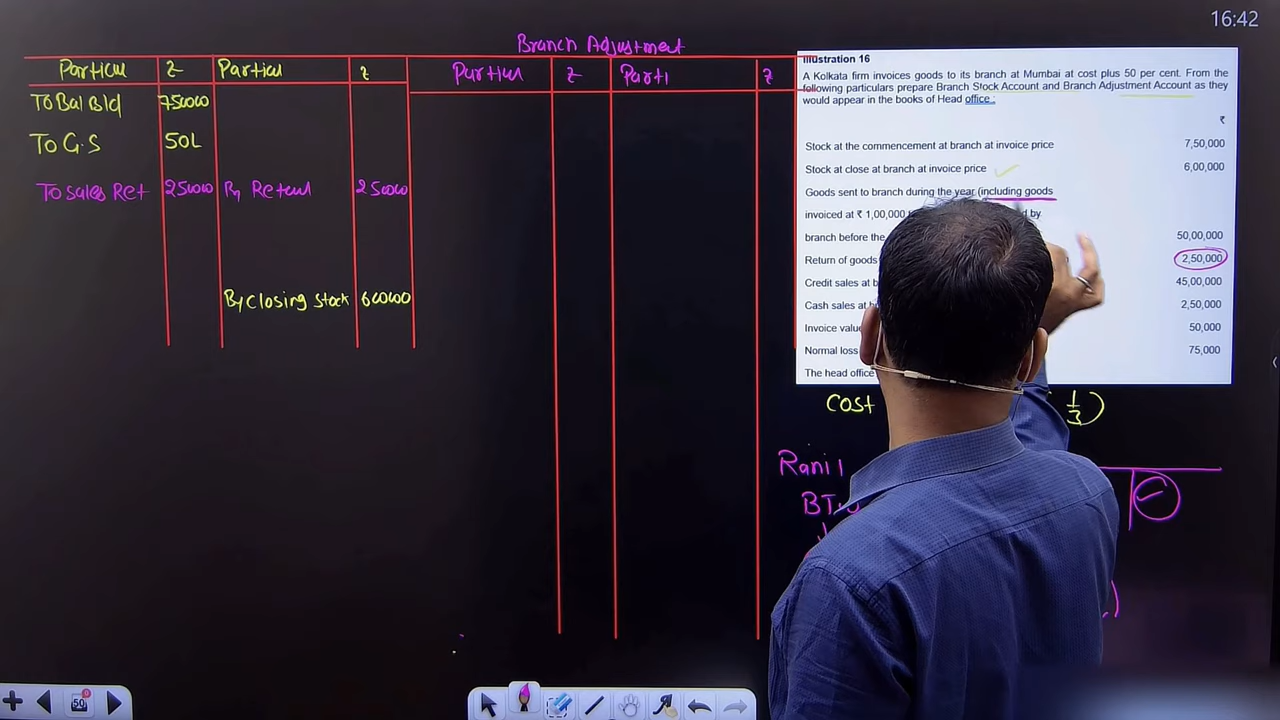 16:42
Branch Adjustment
Particu ₹ Particu ₹
Particu ₹ Parti ₹
To Bal B/d 750000
To G.S 50L
To Sales Ret 250000 By Retun 250000
By Closing Stock 600000
Illustration 16
A Kolkata firm invoices goods to its branch at Mumbai at cost plus 50 per cent. From the
following particulars prepare Branch Stock Account and Branch Adjustment Account as they
would appear in the books of Head office :
₹
Stock at the commencement at branch at invoice price 7,50,000
Stock at close at branch at invoice price 6,00,000
Goods sent to branch during the year (including goods
invoiced at ₹ 1,00,000 by
branch before the 50,00,000
Return of goods 2,50,000
Credit sales at 45,00,000
Cash sales at 2,50,000
Invoice value 50,000
Normal loss 75,000
The head office
Cost 1/3)
50